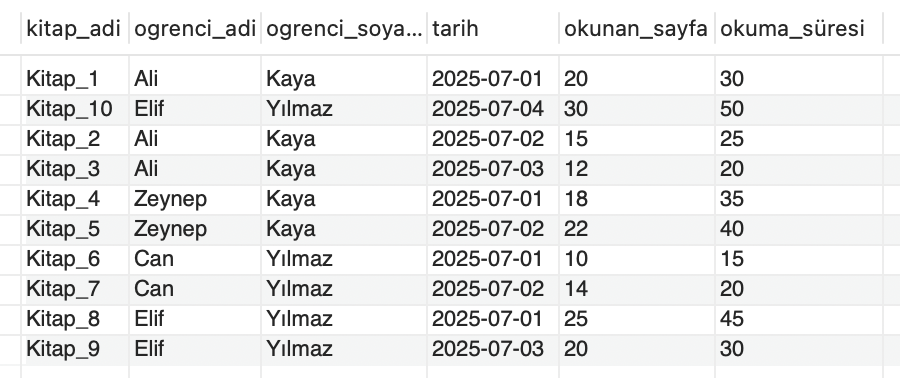 kitap_adi ogrenci_adi ogrenci_soya... tarih okunan_sayfa okuma_süresi
Kitap_1 Ali Kaya 2025-07-01 20 30
Kitap_10 Elif Yılmaz 2025-07-04 30 50
Kitap_2 Ali Kaya 2025-07-02 15 25
Kitap_3 Ali Kaya 2025-07-03 12 20
Kitap_4 Zeynep Kaya 2025-07-01 18 35
Kitap_5 Zeynep Kaya 2025-07-02 22 40
Kitap_6 Can Yılmaz 2025-07-01 10 15
Kitap_7 Can Yılmaz 2025-07-02 14 20
Kitap_8 Elif Yılmaz 2025-07-01 25 45
Kitap_9 Elif Yılmaz 2025-07-03 20 30